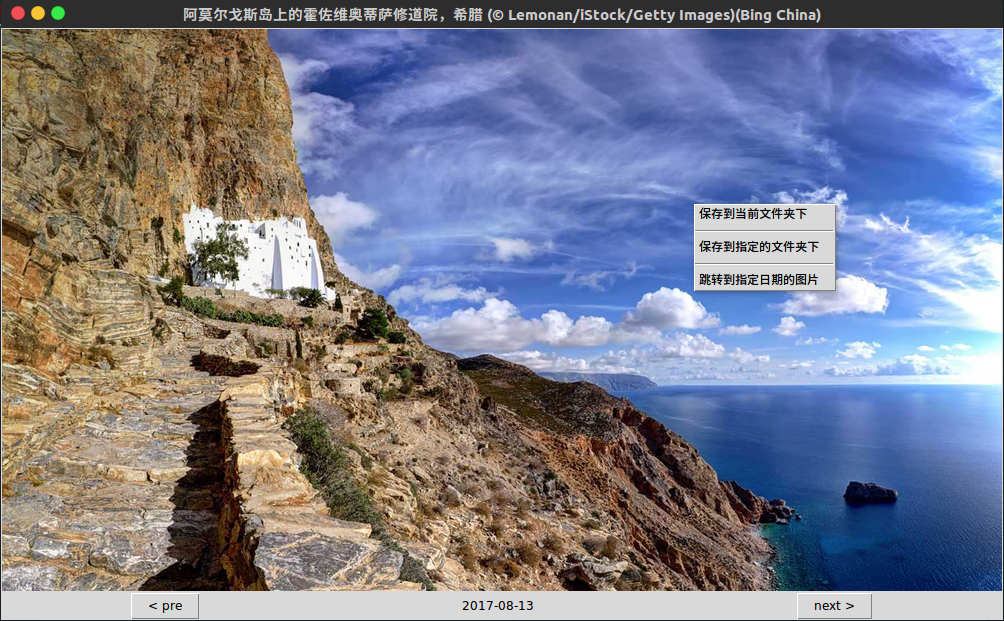 阿莫尔戈斯岛上的霍佐维奥蒂萨修道院，希腊 (© Lemonan/iStock/Getty Images)(Bing China)
保存到当前文件夹下
保存到指定的文件夹下
跳转到指定日期的图片
< pre 2017-08-13 next >